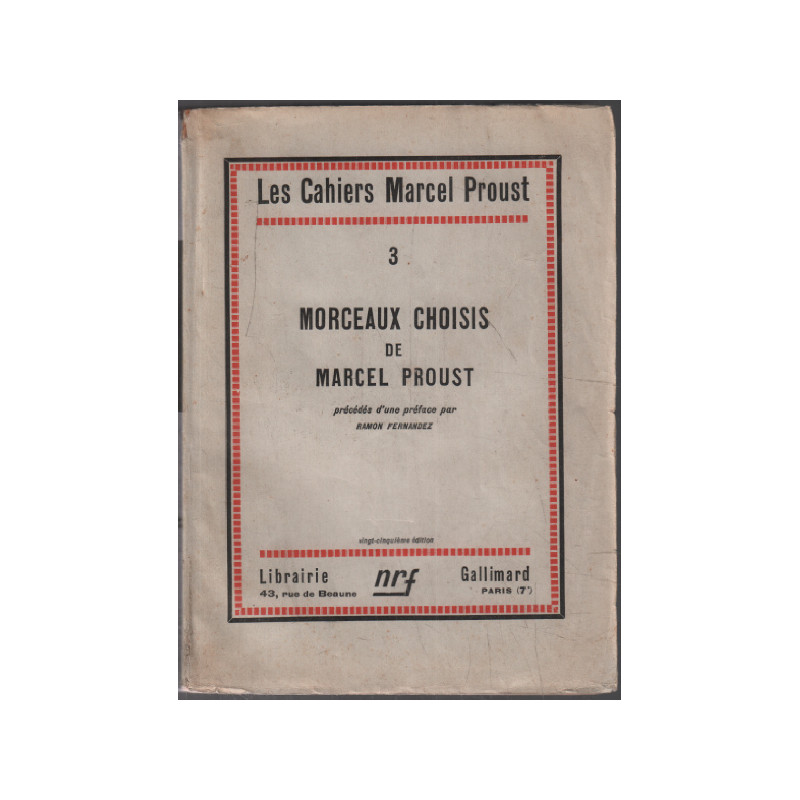 Les Cahiers Marcel Proust
3
MORCEAUX CHOISIS
DE
MARCEL PROUST
précédés d'une préface par
RAMON FERNANDEZ
vingt-cinquième édition
Librairie nrf Gallimard
43, rue de Beaune PARIS (7e)